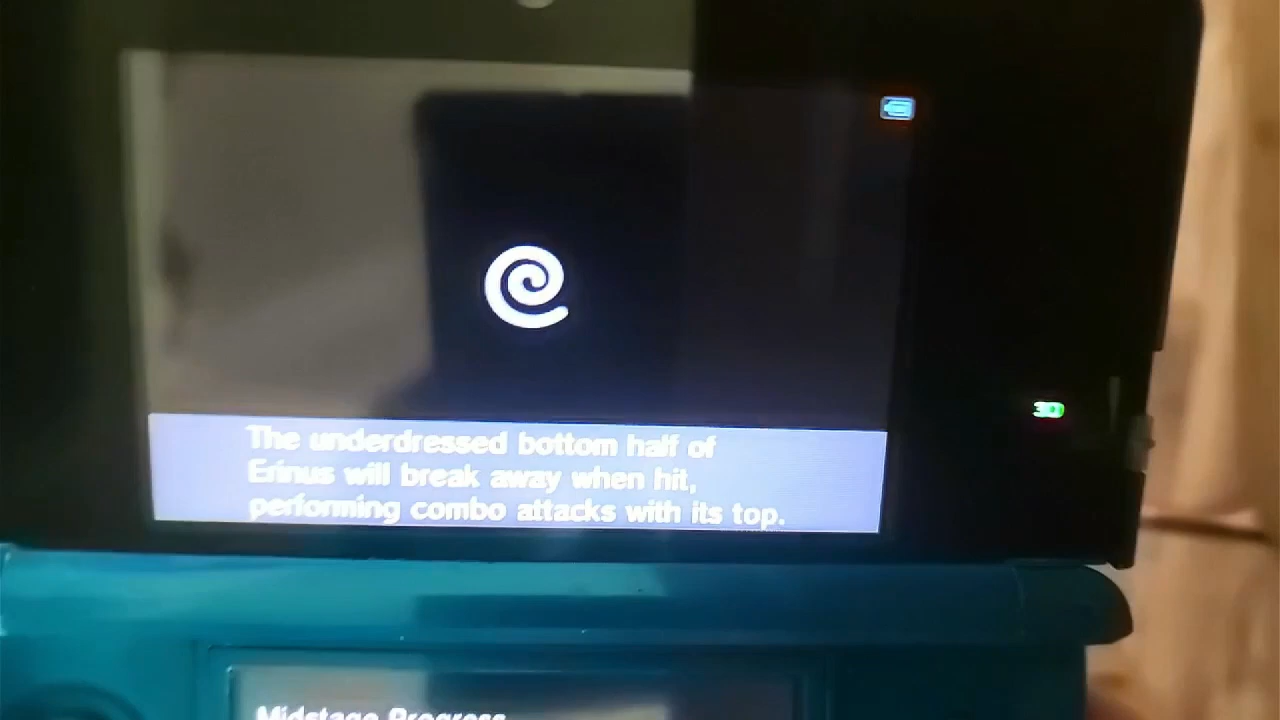 3D
The underdressed bottom half of
Erinus will break away when hit,
performing combo attacks with its top.
Midstage Progress